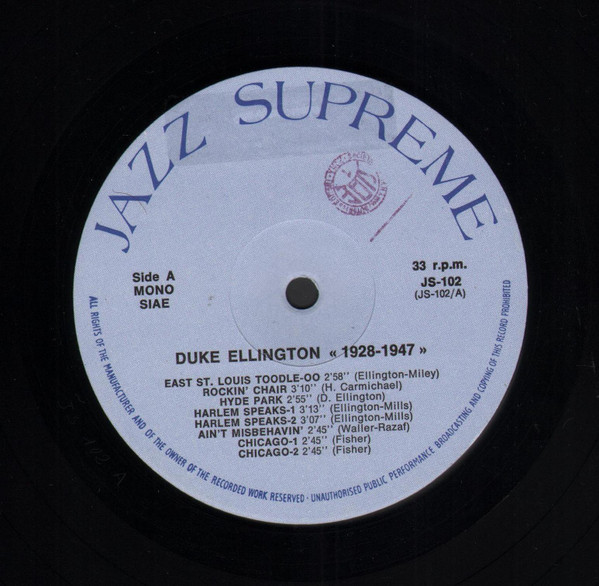 JAZZ SUPREME
Side A
MONO
SIAE
33 r.p.m.
JS-102
(JS-102/A)
DUKE ELLINGTON « 1928-1947 »
EAST ST. LOUIS TOODLE-OO 2'58'' (Ellington-Miley)
ROCKIN' CHAIR 3'10'' (H. Carmichael)
HYDE PARK 2'55'' (D. Ellington)
HARLEM SPEAKS-1 3'13'' (Ellington-Mills)
HARLEM SPEAKS-2 3'07'' (Ellington-Mills)
AIN'T MISBEHAVIN' 2'45'' (Waller-Razaf)
CHICAGO-1 2'45'' (Fisher)
CHICAGO-2 2'45'' (Fisher)
ALL RIGHTS OF THE MANUFACTURER AND OF THE OWNER OF THE RECORDED WORK RESERVED · UNAUTHORISED PUBLIC PERFORMANCE BROADCASTING AND COPYING OF THIS RECORD PROHIBITED